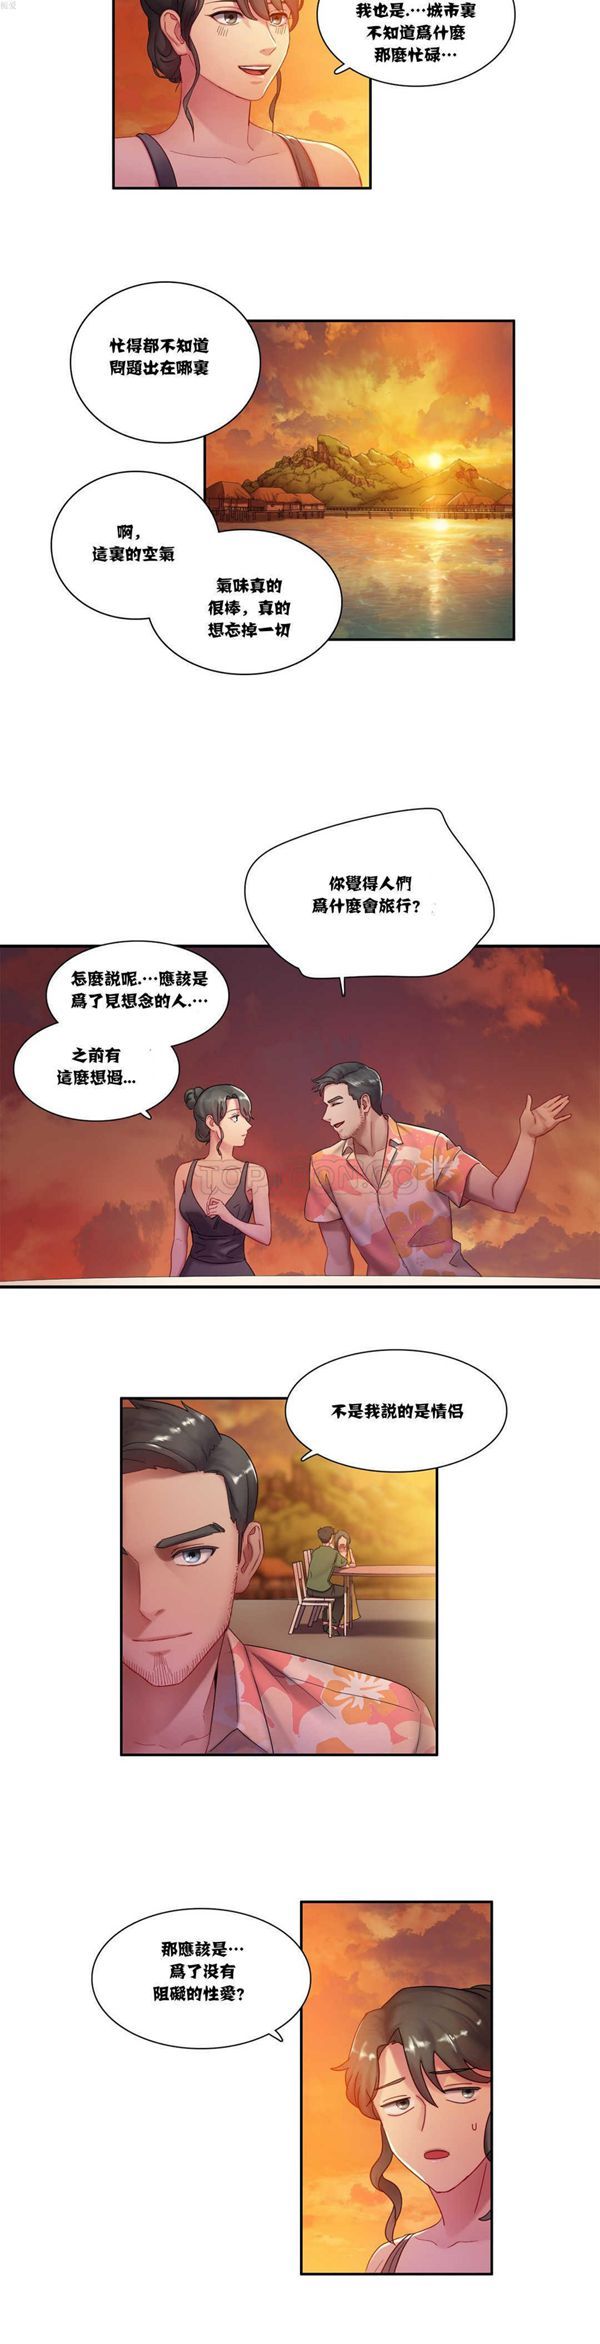 我也是.…城市裏
不知道爲什麼
那麼忙碌…
忙得都不知道
問題出在哪裏
啊，
這裏的空氣
氣味真的
很棒，真的
想忘掉一切
你覺得人們
爲什麼會旅行?
怎麼説呢.…應該是
爲了見想念的人.…
之前有
這麼想過...
不是我説的是情侣
那應該是…
爲了没有
阻礙的性愛?